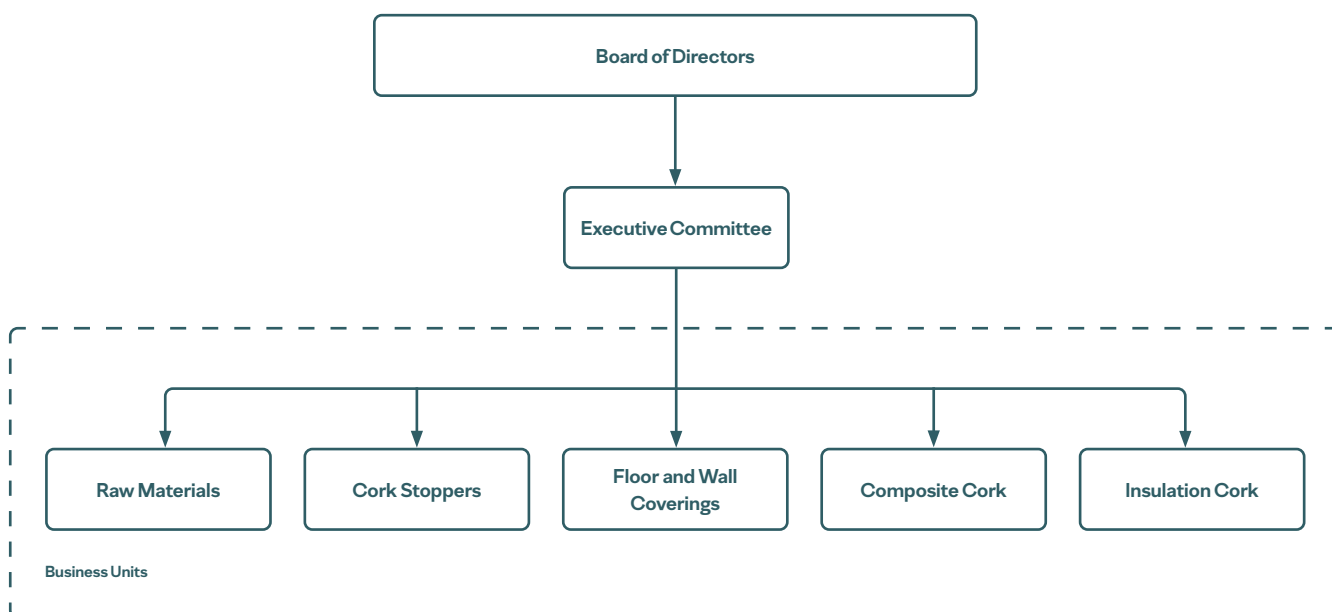 Board of Directors
Executive Committee
Raw Materials
Cork Stoppers
Floor and Wall
Coverings
Composite Cork
Insulation Cork
Business Units